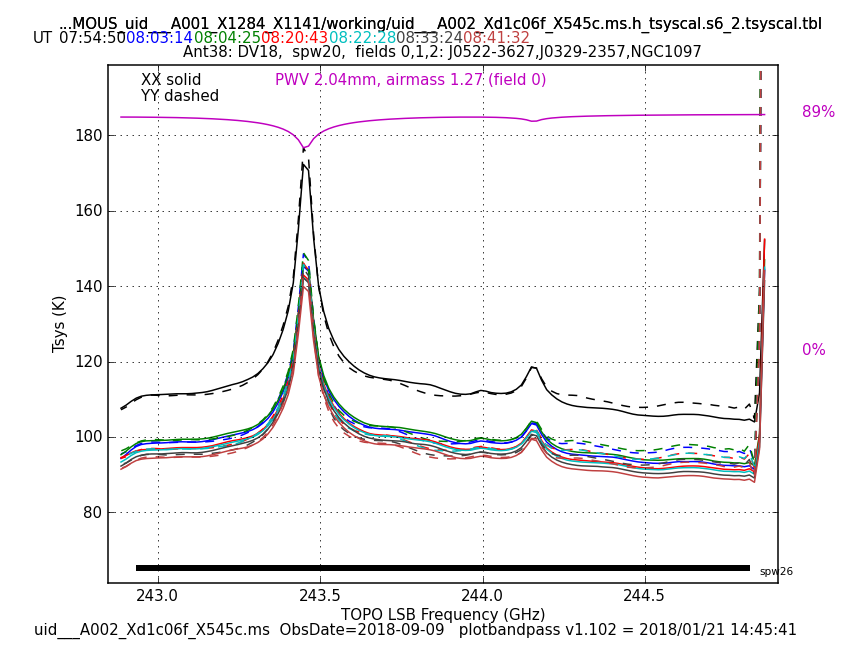 ...MOUS_uid___A001_X1284_X1141/working/uid___A002_Xd1c06f_X545c.ms.h_tsyscal.s6_2.tsyscal.tbl
UT 07:54:50 08:03:14 08:04:25 08:20:43 08:22:28 08:33:24 08:41:32
Ant38: DV18,  spw20,  fields 0,1,2: J0522-3627,J0329-2357,NGC1097
XX solid
PWV 2.04mm, airmass 1.27 (field 0)
YY dashed
89%
180
160
140
0%
120
100
80
Tsys (K)
spw26
243.0 243.5 244.0 244.5
TOPO LSB Frequency (GHz)
uid___A002_Xd1c06f_X545c.ms  ObsDate=2018-09-09   plotbandpass v1.102 = 2018/01/21 14:45:41